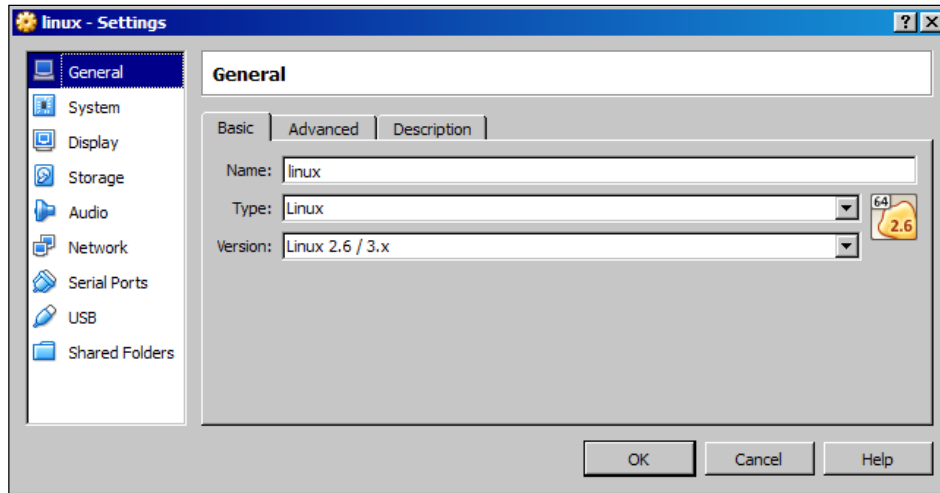 linux - Settings
General
System
Display
Storage
Audio
Network
Serial Ports
USB
Shared Folders
General
Basic Advanced Description
Name: linux
Type: Linux
64
Version: Linux 2.6 / 3.x
2.6
OK Cancel Help